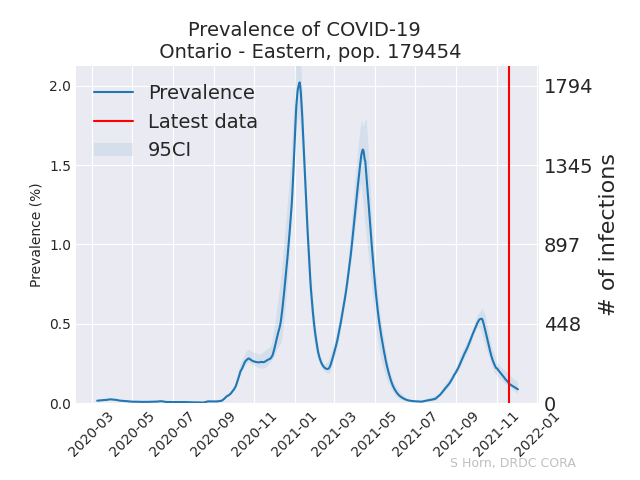 Prevalence of COVID-19
Ontario - Eastern, pop. 179454
Prevalence
Latest data
95CI
Prevalence (%)
2.0
1.5
1.0
0.5
0.0
1794
1345
897
448
0
# of infections
2020-03
2020-05
2020-07
2020-09
2020-11
2021-01
2021-03
2021-05
2021-07
2021-09
2021-11
2022-01
S Horn, DRDC CORA